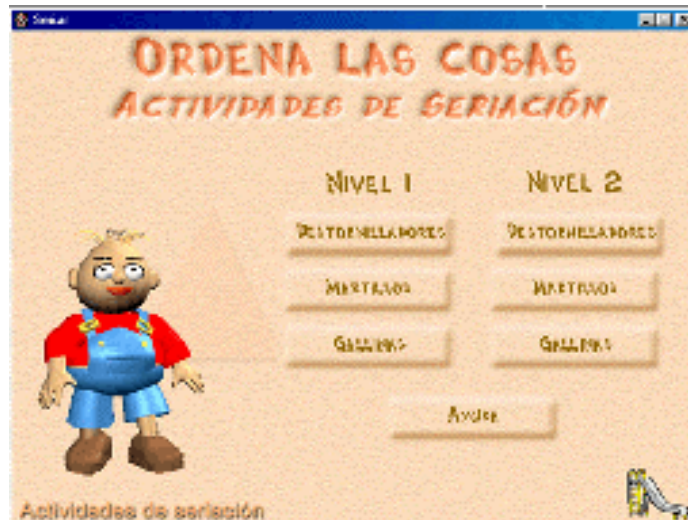 Seriar
ORDENA LAS COSAS
ACTIVIDADES DE SERIACIÓN
NIVEL 1 NIVEL 2
DESTORNILLADORES DESTORNILLADORES
MARTILLOS MARTILLOS
GALLINAS GALLINAS
AYUDA
Actividades de seriación